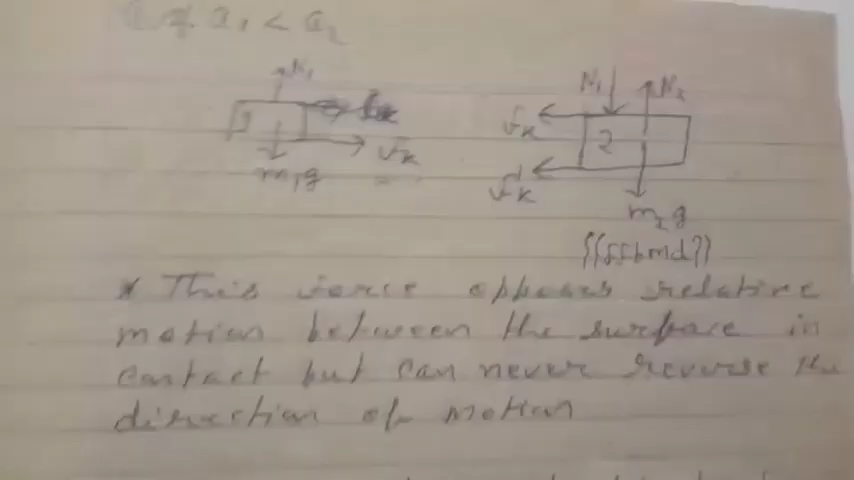 a₁ < a₂
N₁
N₁ N₂
fₖ
1 2
fₖ
m₁g fₖ
m₂g
* This force opposes relative
motion between the surface in
contact but can never reverse the
direction of motion